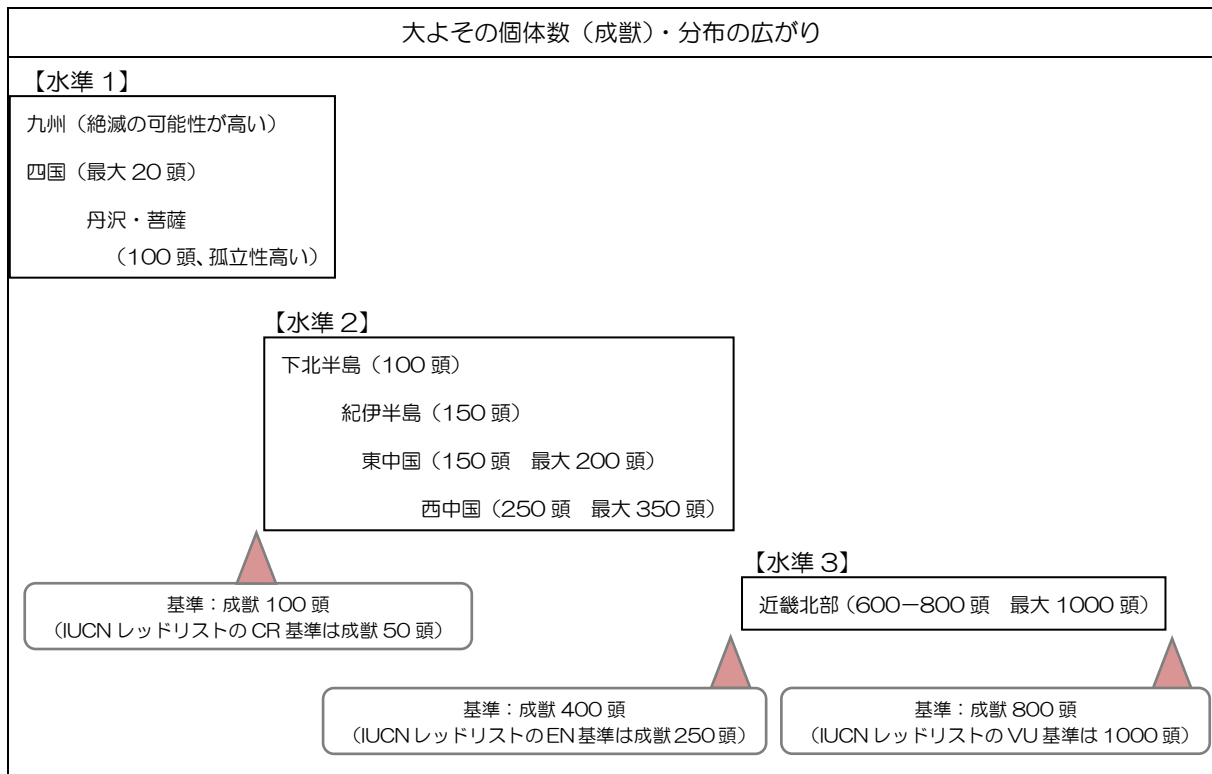 大よその個体数（成獣）・分布の広がり
【水準 1】
九州（絶滅の可能性が高い）
四国（最大 20 頭）
丹沢・菩薩
（100 頭、孤立性高い）
【水準 2】
下北半島（100 頭）
紀伊半島（150 頭）
東中国（150 頭　最大 200 頭）
西中国（250 頭　最大 350 頭）
基準：成獣 100 頭
（IUCN レッドリストの CR 基準は成獣 50 頭）
【水準 3】
近畿北部（600－800 頭　最大 1000 頭）
基準：成獣 400 頭
（IUCN レッドリストの EN 基準は成獣 250 頭）
基準：成獣 800 頭
（IUCN レッドリストの VU 基準は 1000 頭）